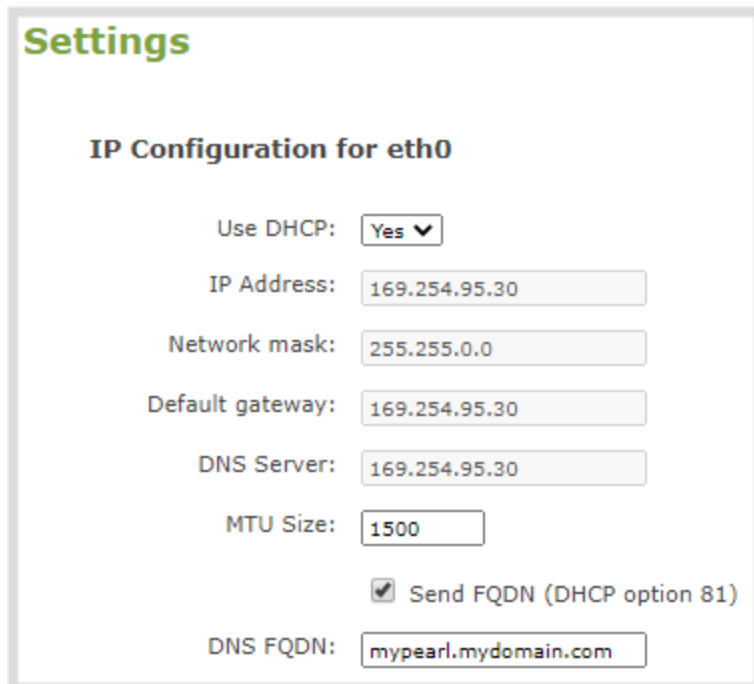 Settings
IP Configuration for eth0
Use DHCP: Yes
IP Address: 169.254.95.30
Network mask: 255.255.0.0
Default gateway: 169.254.95.30
DNS Server: 169.254.95.30
MTU Size: 1500
Send FQDN (DHCP option 81)
DNS FQDN: mypearl.mydomain.com